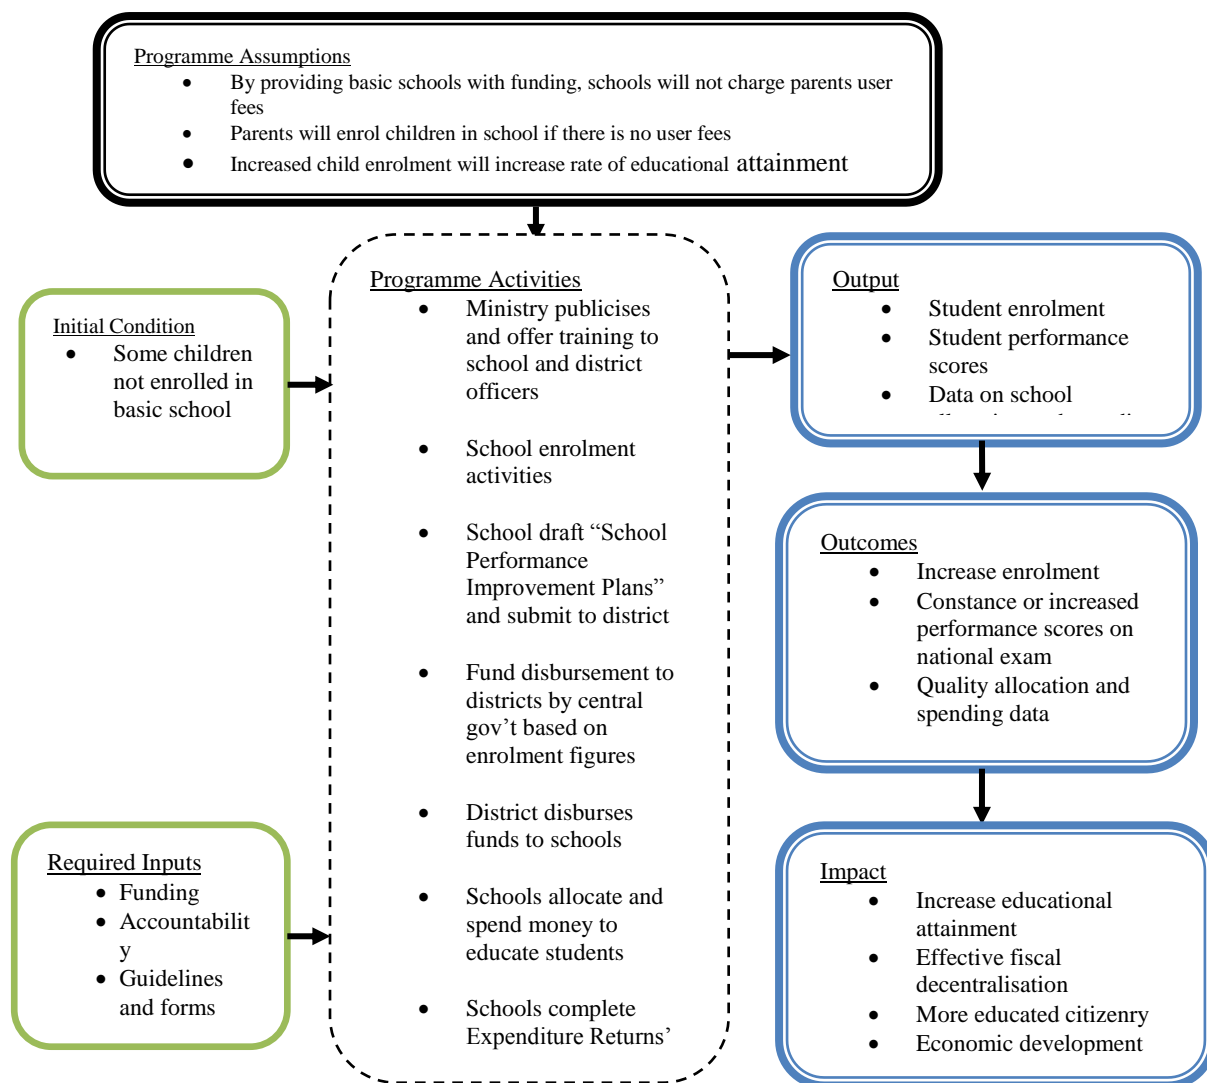 Programme Assumptions
• By providing basic schools with funding, schools will not charge parents user
fees
• Parents will enrol children in school if there is no user fees
• Increased child enrolment will increase rate of educational attainment
Initial Condition
• Some children
not enrolled in
basic school
Required Inputs
• Funding
• Accountabilit
y
• Guidelines
and forms
Programme Activities
• Ministry publicises
and offer training to
school and district
officers
• School enrolment
activities
• School draft “School
Performance
Improvement Plans”
and submit to district
• Fund disbursement to
districts by central
gov’t based on
enrolment figures
• District disburses
funds to schools
• Schools allocate and
spend money to
educate students
• Schools complete
Expenditure Returns’
Output
• Student enrolment
• Student performance
scores
• Data on school
Outcomes
• Increase enrolment
• Constance or increased
performance scores on
national exam
• Quality allocation and
spending data
Impact
• Increase educational
attainment
• Effective fiscal
decentralisation
• More educated citizenry
• Economic development